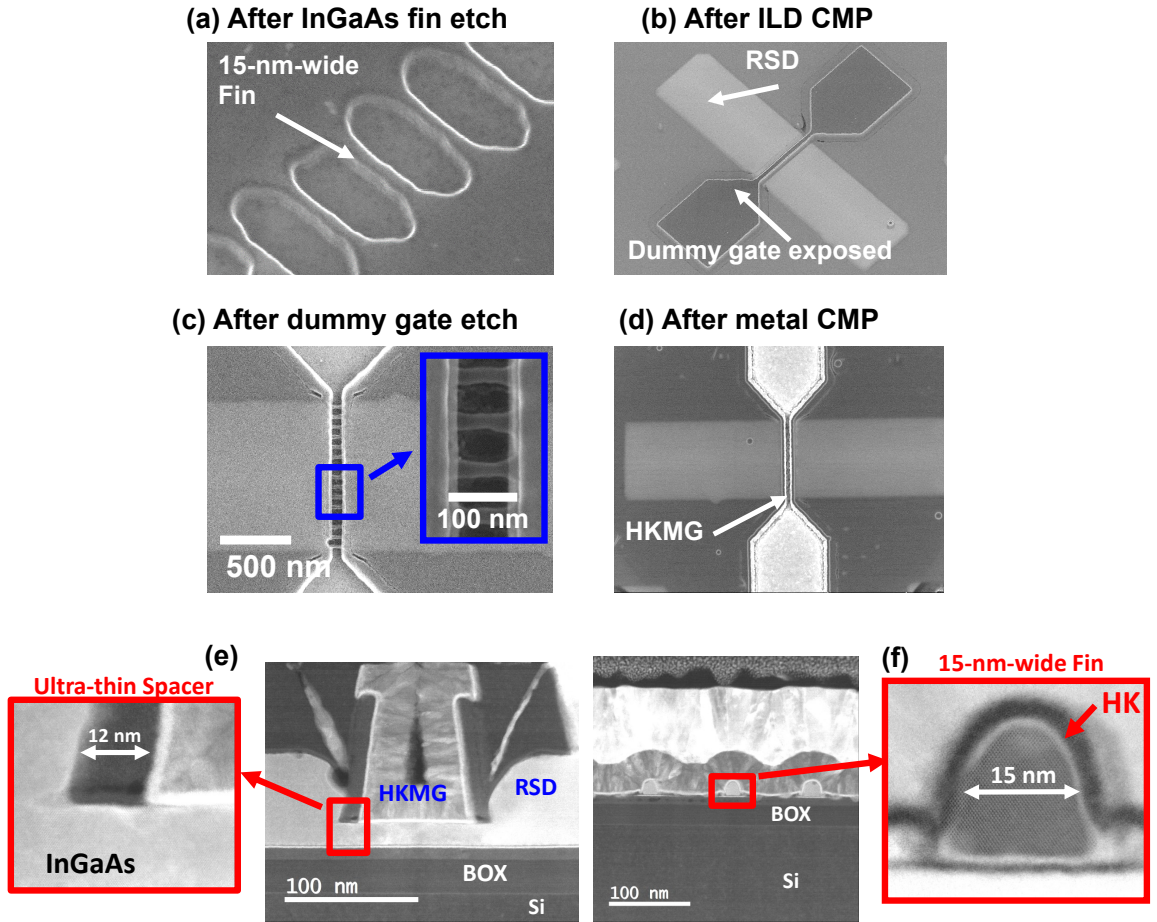 (a) After InGaAs fin etch
15-nm-wide
Fin
(b) After ILD CMP
RSD
Dummy gate exposed
(c) After dummy gate etch
100 nm
500 nm
(d) After metal CMP
HKMG
(e)
Ultra-thin Spacer
12 nm
InGaAs
HKMG
RSD
BOX
100 nm
Si
BOX
Si
100 nm
(f)
15-nm-wide Fin
HK
15 nm